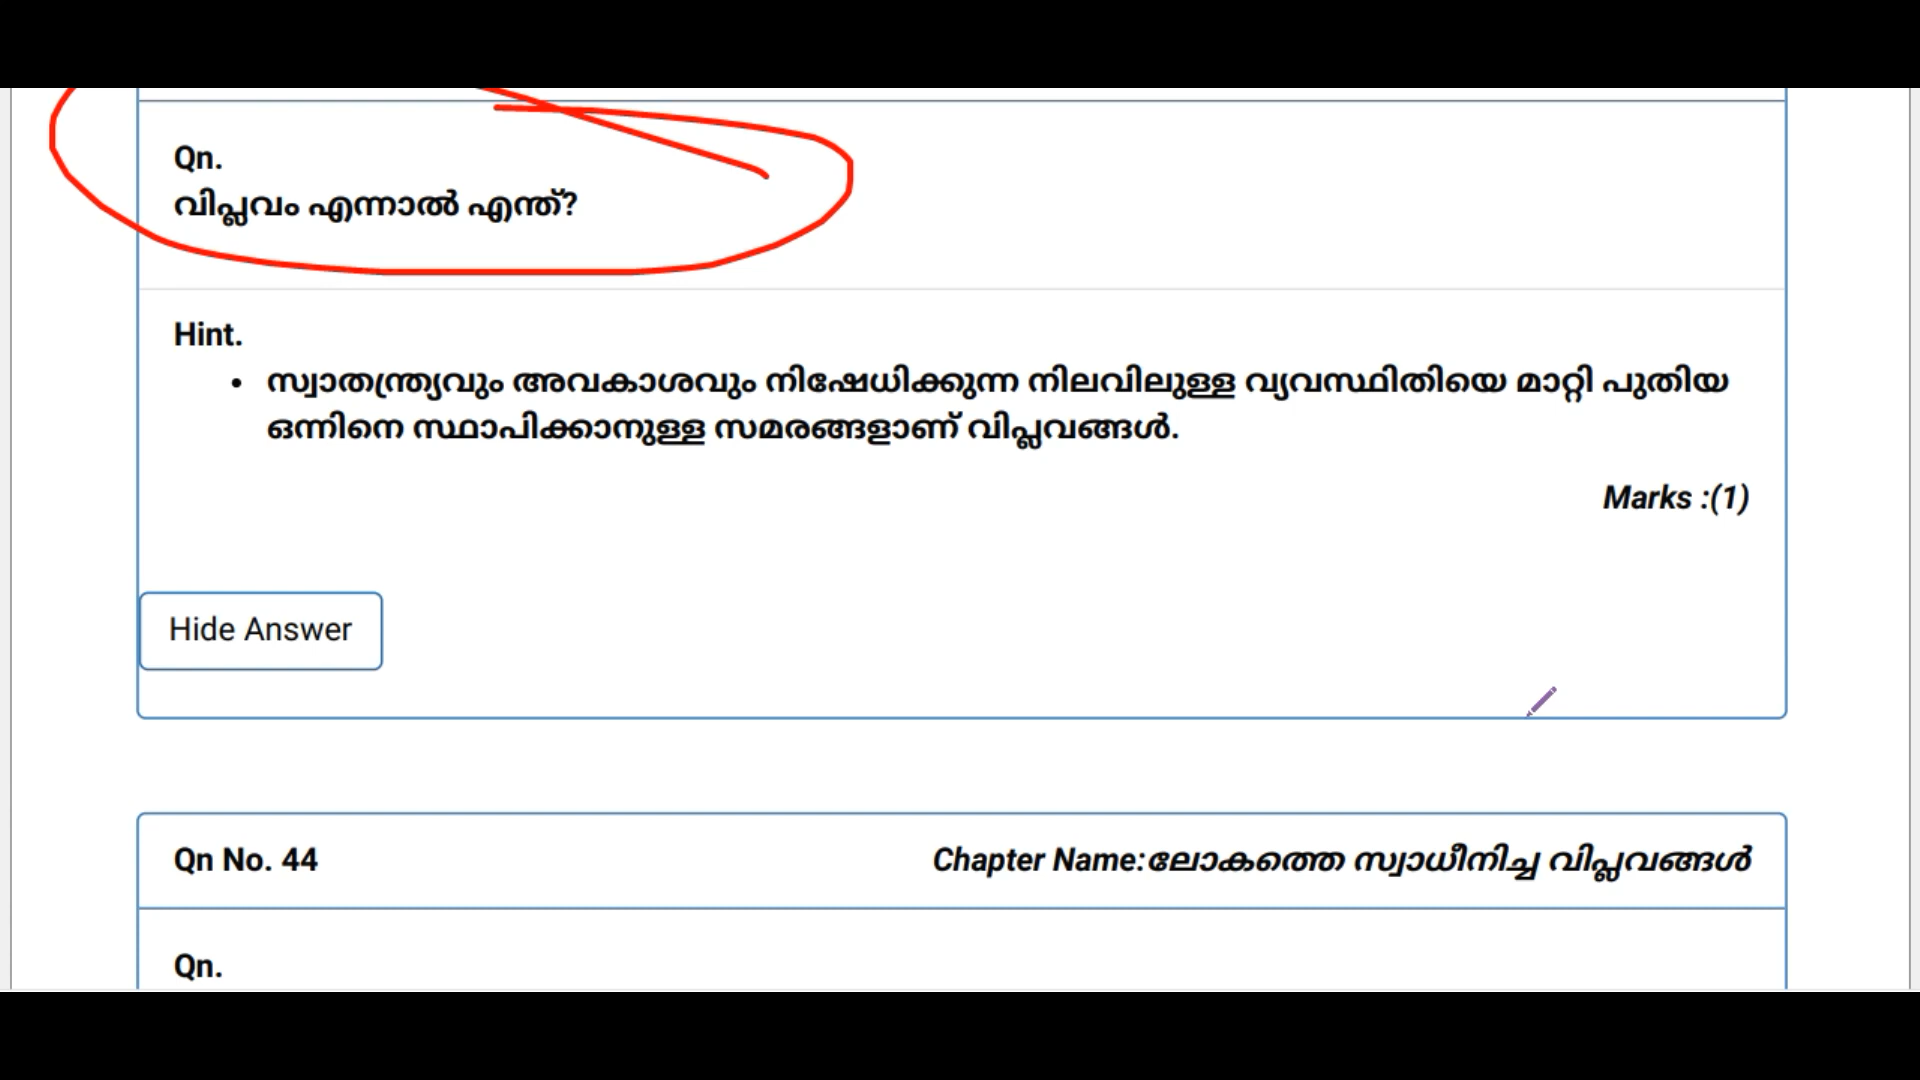 Qn.
വിപ്ലവം എന്നാൽ എന്ത്?
Hint.
• സ്വാതന്ത്ര്യവും അവകാശവും നിഷേധിക്കുന്ന നിലവിലുള്ള വ്യവസ്ഥിതിയെ മാറ്റി പുതിയ
ഒന്നിനെ സ്ഥാപിക്കാനുള്ള സമരങ്ങളാണ് വിപ്ലവങ്ങൾ.
Marks :(1)
Hide Answer
Qn No. 44 Chapter Name:ലോകത്തെ സ്വാധീനിച്ച വിപ്ലവങ്ങൾ
Qn.